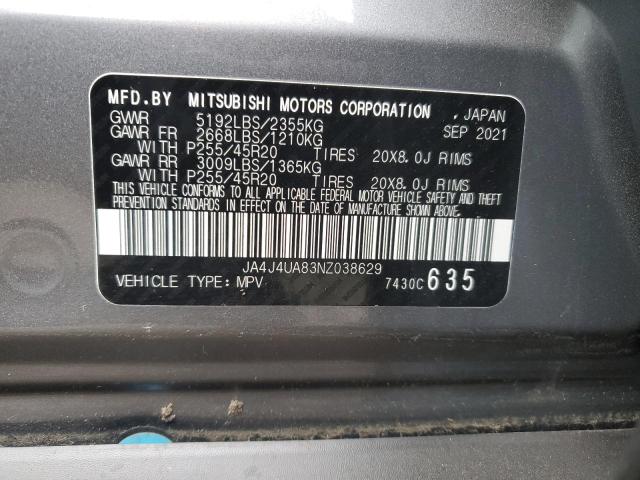 MFD.BY MITSUBISHI MOTORS CORPORATION , JAPAN
GVWR 5192LBS/2355KG SEP 2021
GAWR FR 2668LBS/1210KG
WITH P255/45R20 TIRES 20X8.0J RIMS
GAWR RR 3009LBS/1365KG
WITH P255/45R20 TIRES 20X8.0J RIMS
THIS VEHICLE CONFORMS TO ALL APPLICABLE FEDERAL MOTOR VEHICLE SAFETY AND THEFT
PREVENTION STANDARDS IN EFFECT ON THE DATE OF MANUFACTURE SHOWN ABOVE.
JA4J4UA83NZ038629
VEHICLE TYPE: MPV 7430C 635